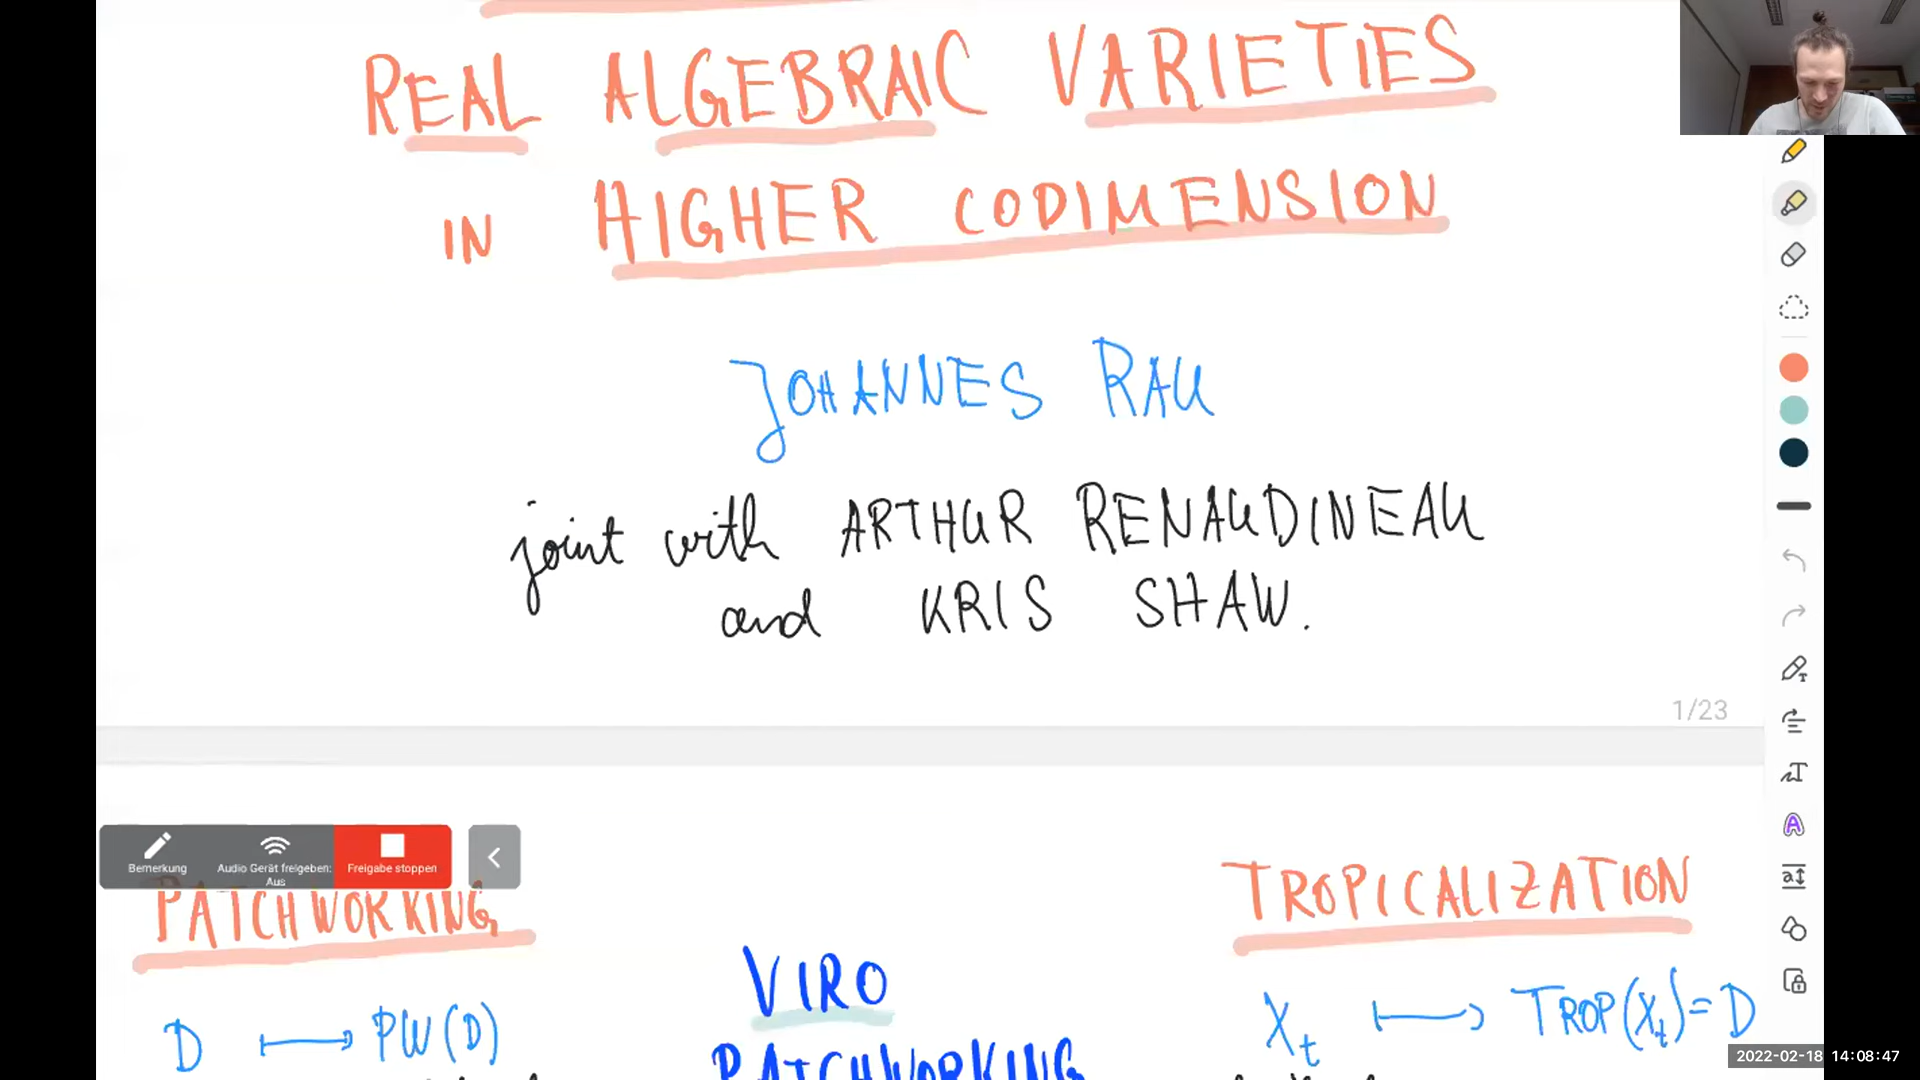 REAL ALGEBRAIC VARIETIES
IN HIGHER CODIMENSION
JOHANNES RAU
joint with ARTHUR RENAUDINEAU
and KRIS SHAW.
1/23
Bemerkung
Audio Gerät freigeben: Aus
Freigabe stoppen
PATCHWORKING
TROPICALIZATION
VIRO
PATCHWORKING
D ⟼ PW(D)
X_t ⟼ TROP(X_t) = D
2022-02-18 14:08:47